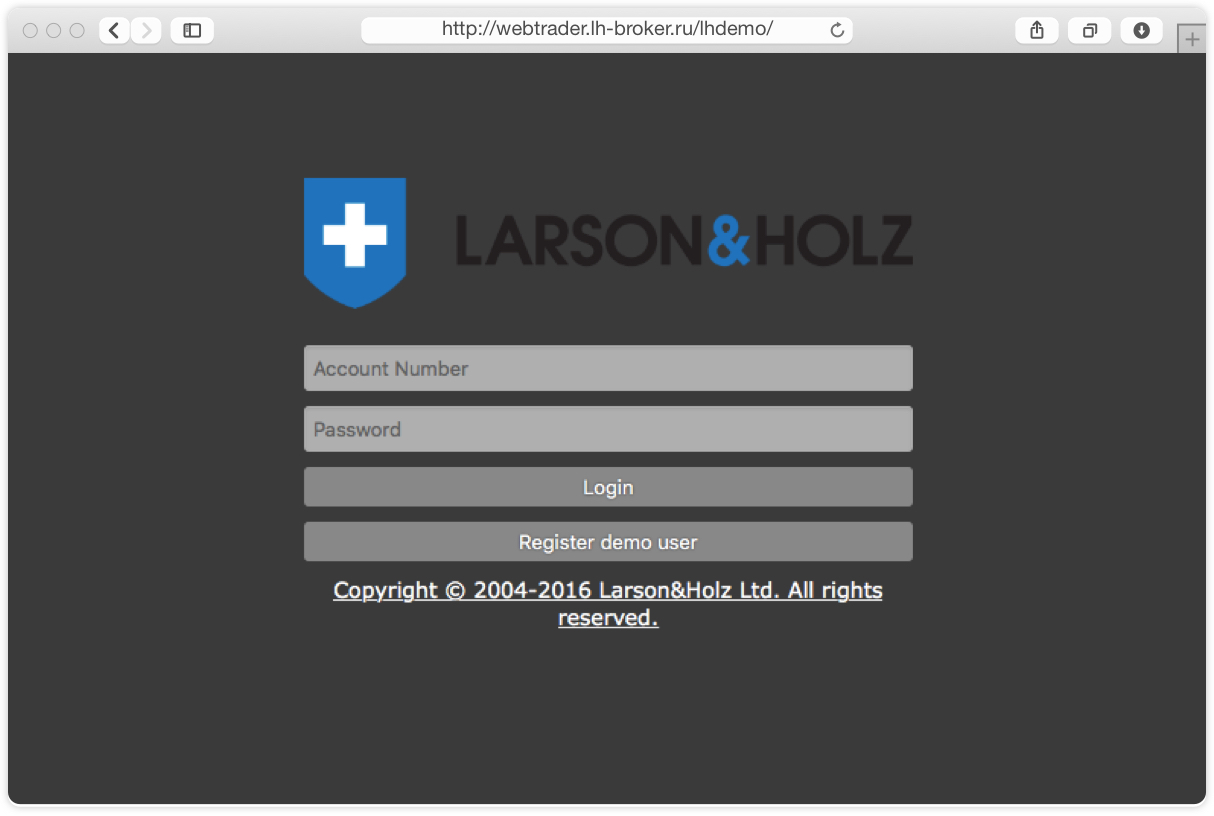 http://webtrader.lh-broker.ru/lhdemo/
LARSON&HOLZ
Account Number
Password
Login
Register demo user
Copyright © 2004-2016 Larson&Holz Ltd. All rights
reserved.